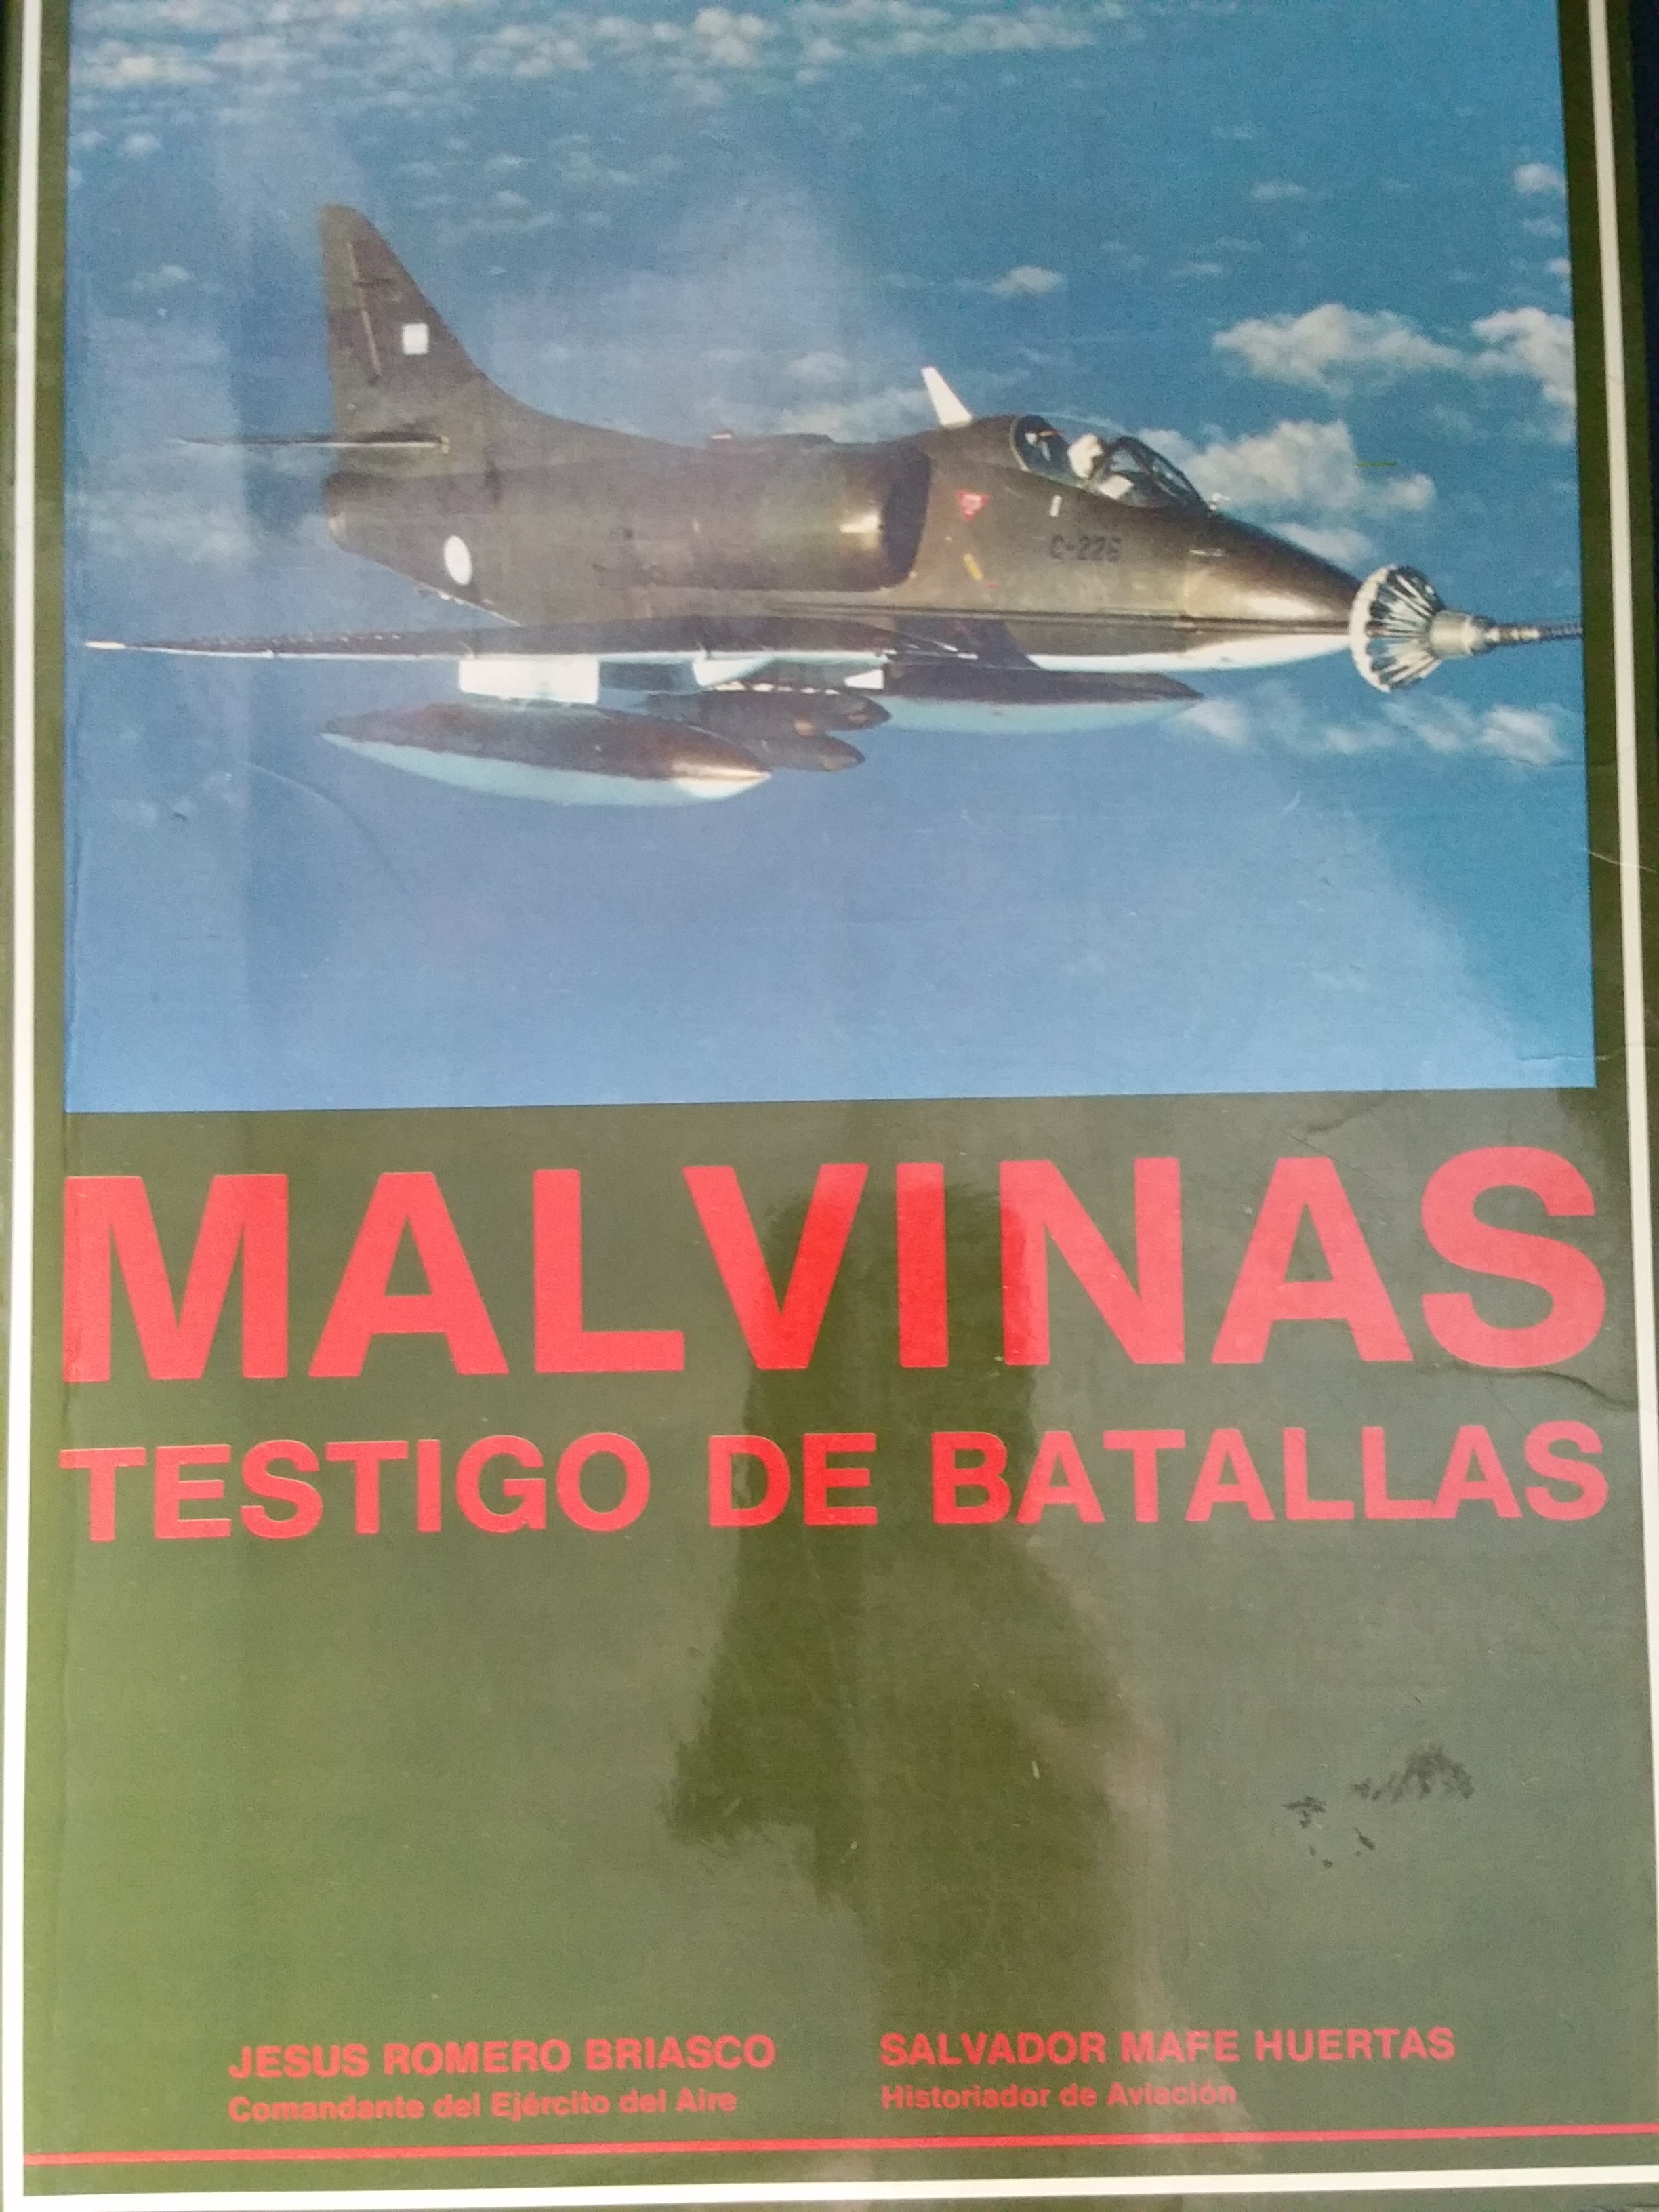 C-226
MALVINAS
TESTIGO DE BATALLAS
JESUS ROMERO BRIASCO
Comandante del Ejército del Aire
SALVADOR MAFE HUERTAS
Historiador de Aviación